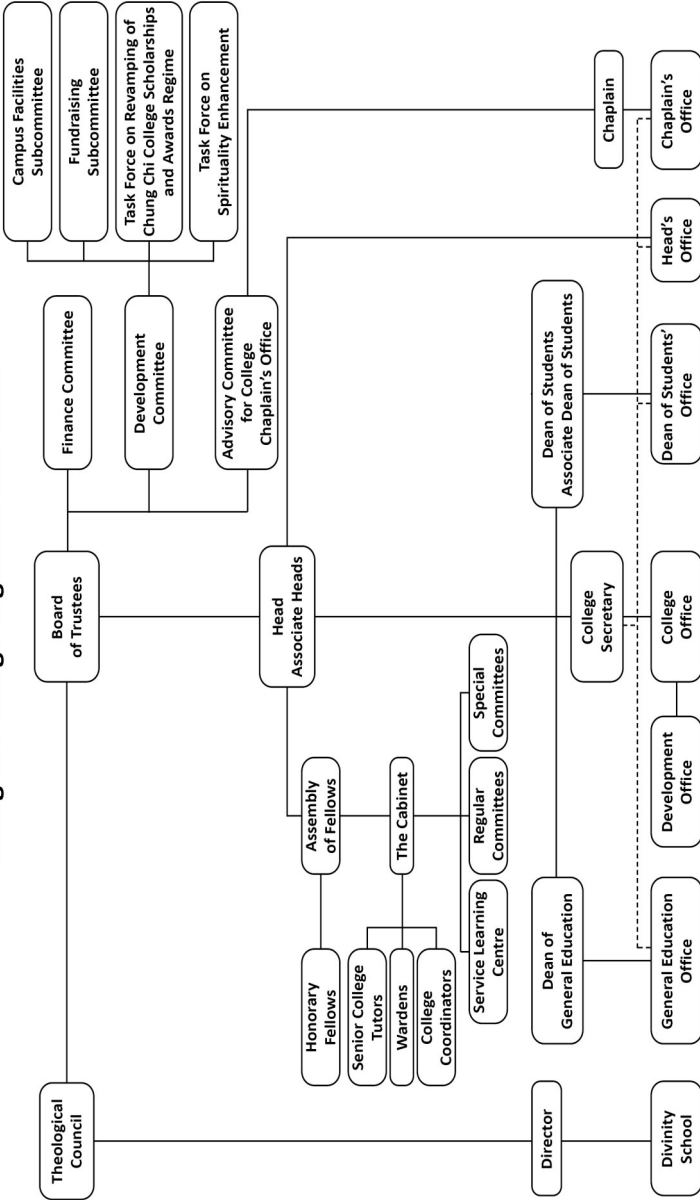 Theological
Council
Board
of Trustees
Finance Committee
Development
Committee
Advisory Committee
for College
Chaplain's Office
Campus Facilities
Subcommittee
Fundraising
Subcommittee
Task Force on Revamping of
Chung Chi College Scholarships
and Awards Regime
Task Force on
Spirituality Enhancement
Head
Associate Heads
Honorary
Fellows
Assembly
of Fellows
Senior College
Tutors
Wardens
College
Coordinators
The Cabinet
Service Learning
Centre
Regular
Committees
Special
Committees
Director
Dean of
General Education
Dean of Students
Associate Dean of Students
College
Secretary
Chaplain
Divinity
School
General Education
Office
Development
Office
College
Office
Dean of Students'
Office
Head's
Office
Chaplain's
Office